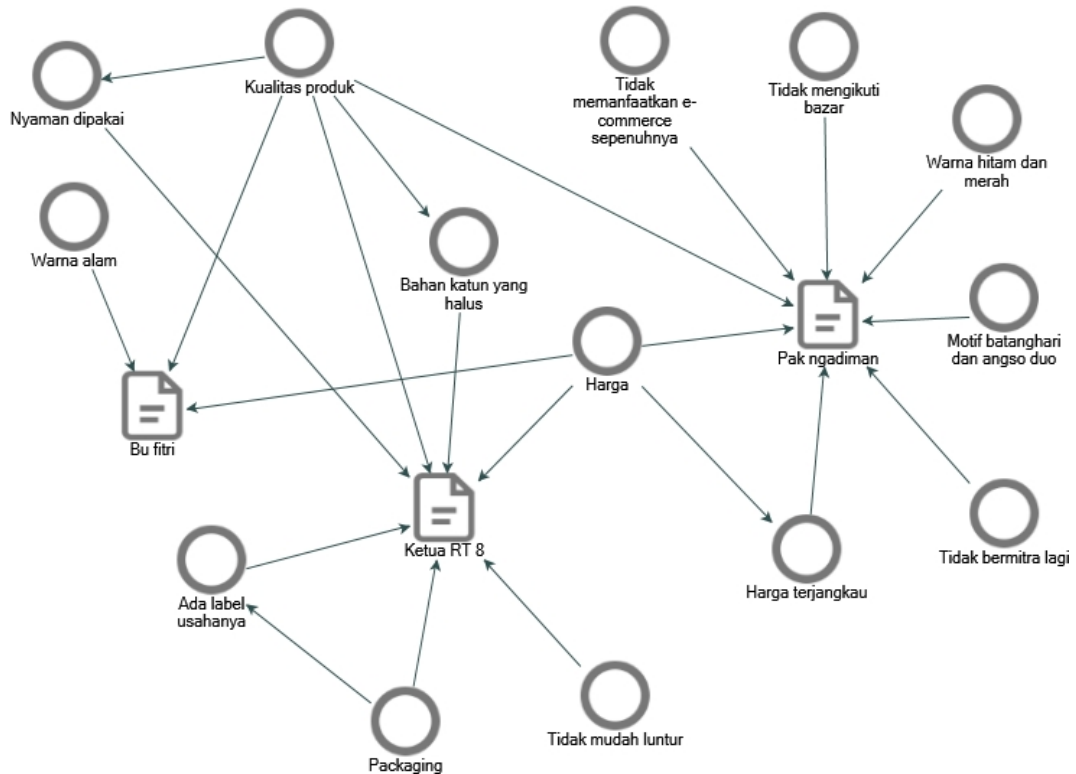 Kualitas produk
Nyaman dipakai
Tidak
memanfaatkan e-
commerce
sepenuhnya
Tidak mengikuti
bazar
Warna hitam dan
merah
Warna alam
Bahan katun yang
halus
Motif batanghari
dan angso duo
Pak ngadiman
Harga
Bu fitri
Ketua RT 8
Tidak bermitra lagi
Harga terjangkau
Ada label
usahanya
Tidak mudah luntur
Packaging